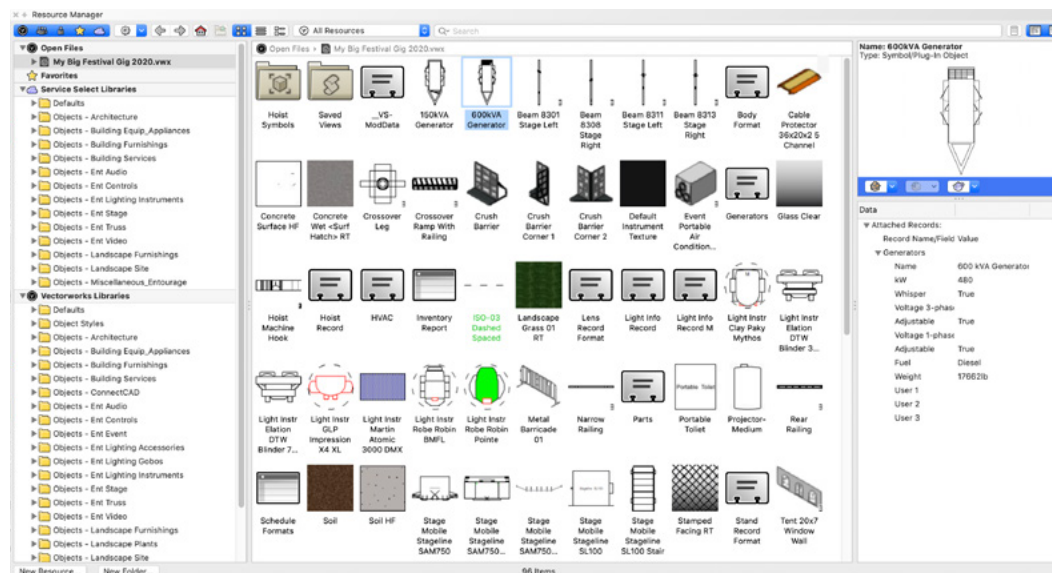 Resource Manager
All Resources
Search
Open Files
My Big Festival Gig 2020.vwx
Favorites
Service Select Libraries
Defaults
Objects - Architecture
Objects - Building Equip_Appliances
Objects - Building Furnishings
Objects - Building Services
Objects - Ent Audio
Objects - Ent Controls
Objects - Ent Lighting Instruments
Objects - Ent Stage
Objects - Ent Truss
Objects - Ent Video
Objects - Landscape Furnishings
Objects - Landscape Site
Objects - Miscellaneous_Entourage
Vectorworks Libraries
Defaults
Object Styles
Objects - Architecture
Objects - Building Equip_Appliances
Objects - Building Furnishings
Objects - Building Services
Objects - ConnectCAD
Objects - Ent Audio
Objects - Ent Controls
Objects - Ent Event
Objects - Ent Lighting Accessories
Objects - Ent Lighting Gobos
Objects - Ent Lighting Instruments
Objects - Ent Stage
Objects - Ent Truss
Objects - Ent Video
Objects - Landscape Furnishings
Objects - Landscape Plants
Objects - Landscape Site
New Resource
New Folder
Open Files › My Big Festival Gig 2020.vwx
Hoist
Symbols
Saved
Views
__VS-
ModData
150kVA
Generator
600kVA
Generator
Beam 8301
Stage Left
Beam
8308
Stage
Right
Beam 8311
Stage Left
Beam 8313
Stage
Right
Body
Format
Cable
Protector
36x20x2 5
Channel
Concrete
Surface HF
Concrete
Wet <Surf
Hatch> RT
Crossover
Leg
Crossover
Ramp With
Railing
Crush
Barrier
Crush
Barrier
Corner 1
Crush
Barrier
Corner 2
Default
Instrument
Texture
Event
Portable
Air
Condition...
Generators
Glass Clear
Hoist
Machine
Hook
Hoist
Record
HVAC
Inventory
Report
ISO-03
Dashed
Spaced
Landscape
Grass 01
RT
Lens
Record
Format
Light Info
Record
Light Info
Record M
Light Instr
Clay Paky
Mythos
Light Instr
Elation
DTW
Blinder 3...
Light Instr
Elation
DTW
Blinder 7...
Light Instr
GLP
Impression
X4 XL
Light Instr
Martin
Atomic
3000 DMX
Light Instr
Robe Robin
BMFL
Light Instr
Robe Robin
Pointe
Metal
Barricade
01
Narrow
Railing
Parts
Portable Toilet
Portable
Toliet
Projector-
Medium
Rear
Railing
Schedule
Formats
Soil
Soil HF
Stage
Mobile
Stageline
SAM750
Stage
Mobile
Stageline
SAM750...
Stage
Mobile
Stageline
SAM750...
Stage
Mobile
Stageline
SL100
Stage
Mobile
Stageline
SL100 Stair
Stamped
Facing RT
Stand
Record
Format
Tent 20x7
Window
Wall
96 Items
Name: 600kVA Generator
Type: Symbol/Plug-In Object
Data
Attached Records:
Record Name/Field Value
Generators
Name 600 kVA Generator
kW 480
Whisper True
Voltage 3-phase
Adjustable True
Voltage 1-phase
Adjustable True
Fuel Diesel
Weight 17662lb
User 1
User 2
User 3